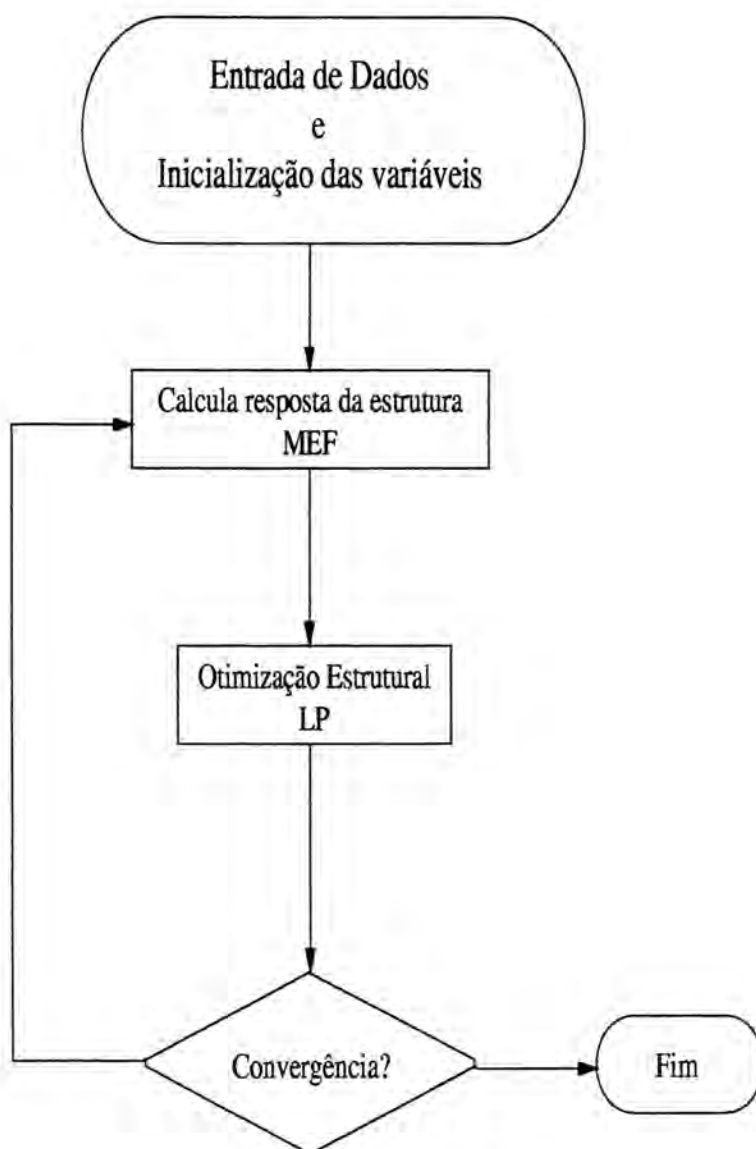 Entrada de Dados
e
Inicialização das variáveis
Calcula resposta da estrutura
MEF
Otimização Estrutural
LP
Convergência?
Fim